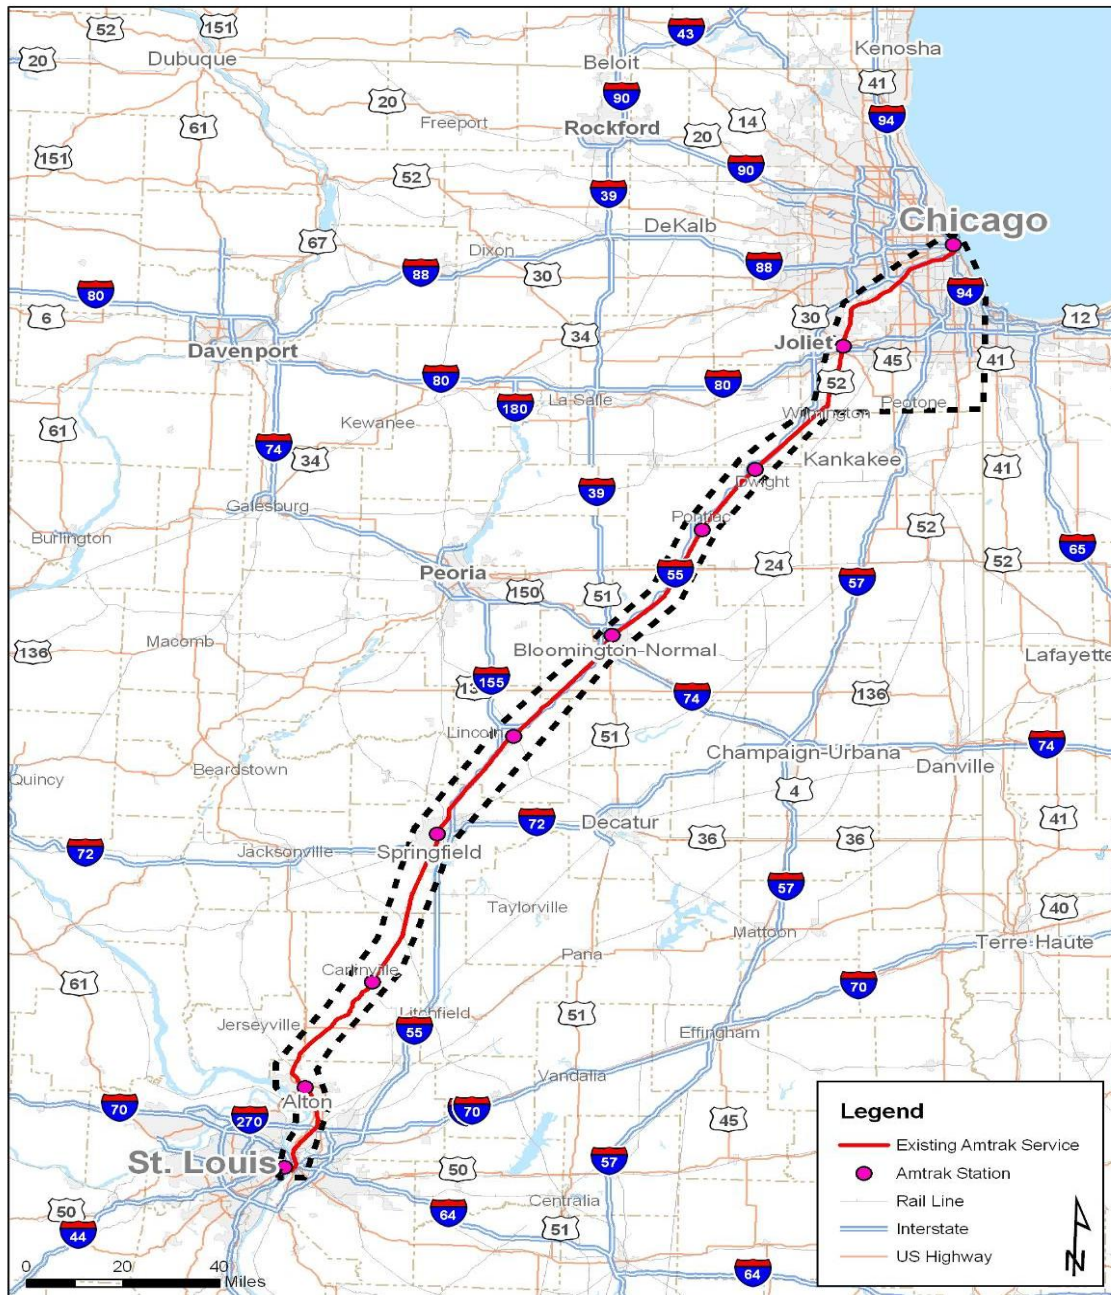 52
151
43
Kenosha
20
Dubuque
Beloit
41
20
90
94
Freeport
14
61
Rockford
20
151
90
52
39
Chicago
DeKalb
67
Dixon
88
30
88
80
94
6
30
12
34
Davenport
Joliet
45
41
80
52
80
180
La Salle
Peotone
Wilmington
61
Kewanee
74
34
Kankakee
41
Dwight
39
Galesburg
Pontiac
52
Burlington
65
52
24
Peoria
55
57
150
51
Macomb
Bloomington-Normal
136
Lafayette
155
74
136
Lincoln
51
74
Champaign-Urbana
Quincy
Beardstown
Danville
4
72
Decatur
41
36
36
72
Jacksonville
Springfield
57
Taylorville
40
Mattoon
Terre Haute
Pana
Carlinville
61
70
Litchfield
51
Jerseyville
55
Effingham
Vandalia
Alton
70
70
270
45
St. Louis
50
57
Centralia
50
64
51
44
64
0
20
40
Miles
Legend
Existing Amtrak Service
Amtrak Station
Rail Line
Interstate
US Highway
N